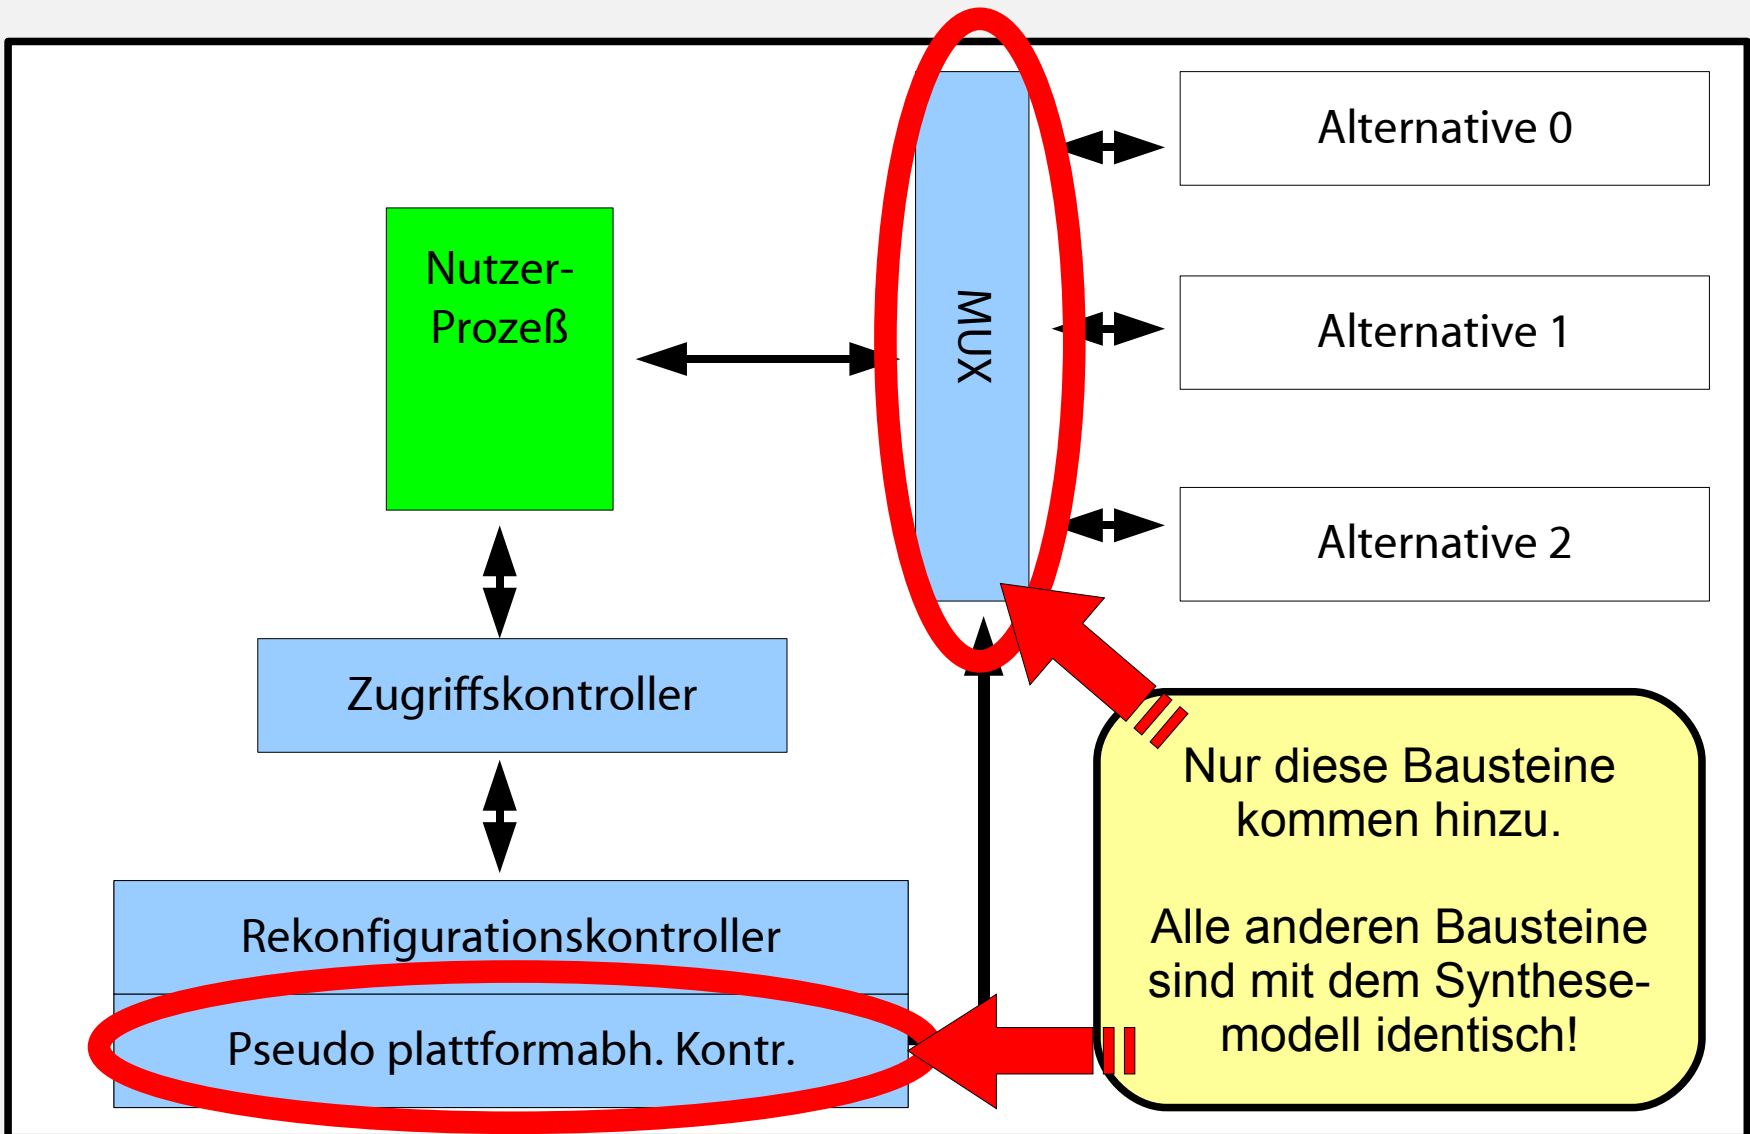 Alternative 0
Nutzer-
Prozeß
MUX
Alternative 1
Alternative 2
Zugriffskontroller
Nur diese Bausteine
kommen hinzu.
Alle anderen Bausteine
sind mit dem Synthese-
modell identisch!
Rekonfigurationskontroller
Pseudo plattformabh. Kontr.